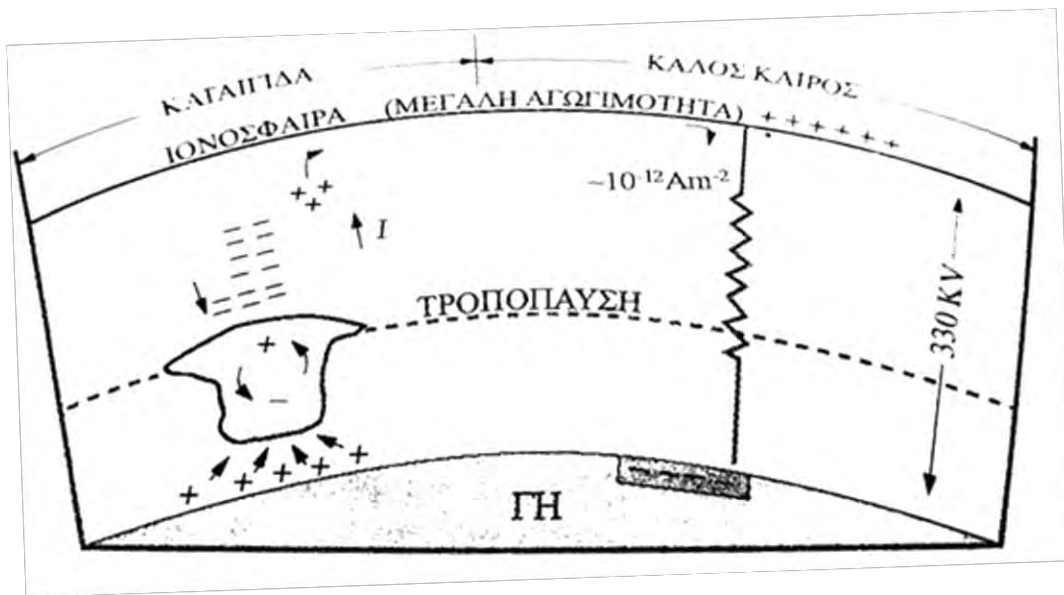 ΚΑΤΑΙΓΙΔΑ
ΚΑΛΟΣ ΚΑΙΡΟΣ
ΙΟΝΟΣΦΑΙΡΑ (ΜΕΓΑΛΗ ΑΓΩΓΙΜΟΤΗΤΑ) + + + + + +
+ + + +
~10⁻¹²Am⁻²
I
ΤΡΟΠΟΠΑΥΣΗ
330 KV
+
−
+ + + + +
ΓΗ